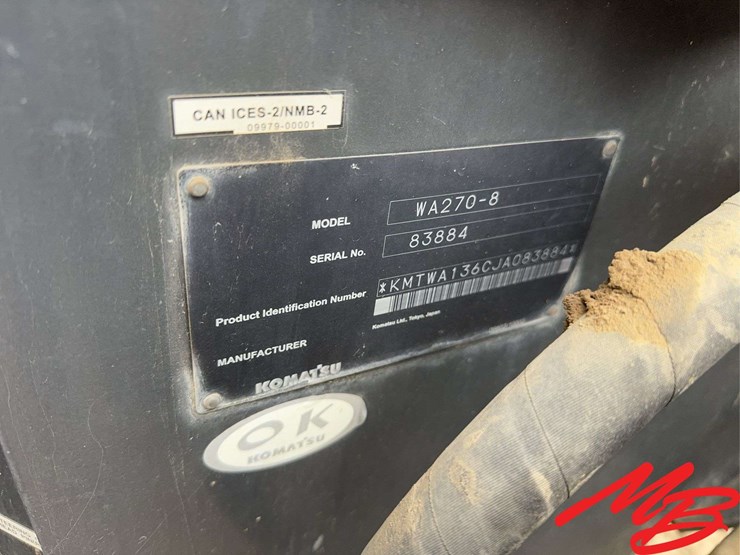 CAN ICES-2/NMB-2
09979-00001
MODEL WA270-8
SERIAL No. 83884
Product Identification Number *KMTWA136CJA083884*
MANUFACTURER Komatsu Ltd., Tokyo, Japan
KOMATSU
OK
KOMATSU
MB